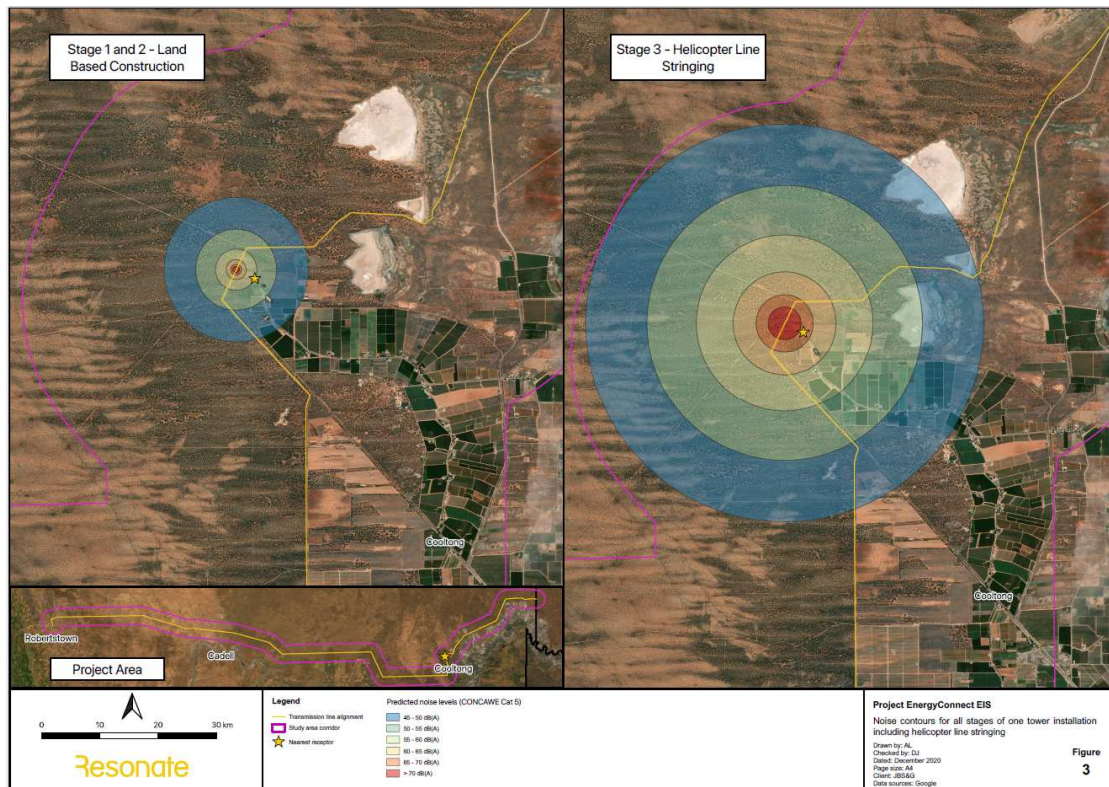 Stage 1 and 2 - Land
Based Construction
Stage 3 - Helicopter Line
Stringing
Cooltong
Cooltong
Robertstown
Cadell
Cooltong
Project Area
0 10 20 30 km
Resonate
Legend
Transmission line alignment
Study area corridor
Nearest receptor
Predicted noise levels (CONCAWE Cat 5)
45 - 50 dB(A)
50 - 55 dB(A)
55 - 60 dB(A)
60 - 65 dB(A)
65 - 70 dB(A)
> 70 dB(A)
Project EnergyConnect EIS
Noise contours for all stages of one tower installation
including helicopter line stringing
Drawn by: AL
Checked by: DJ
Dated: December 2020
Page size: A4
Client: JBS&G
Data sources: Google
Figure
3